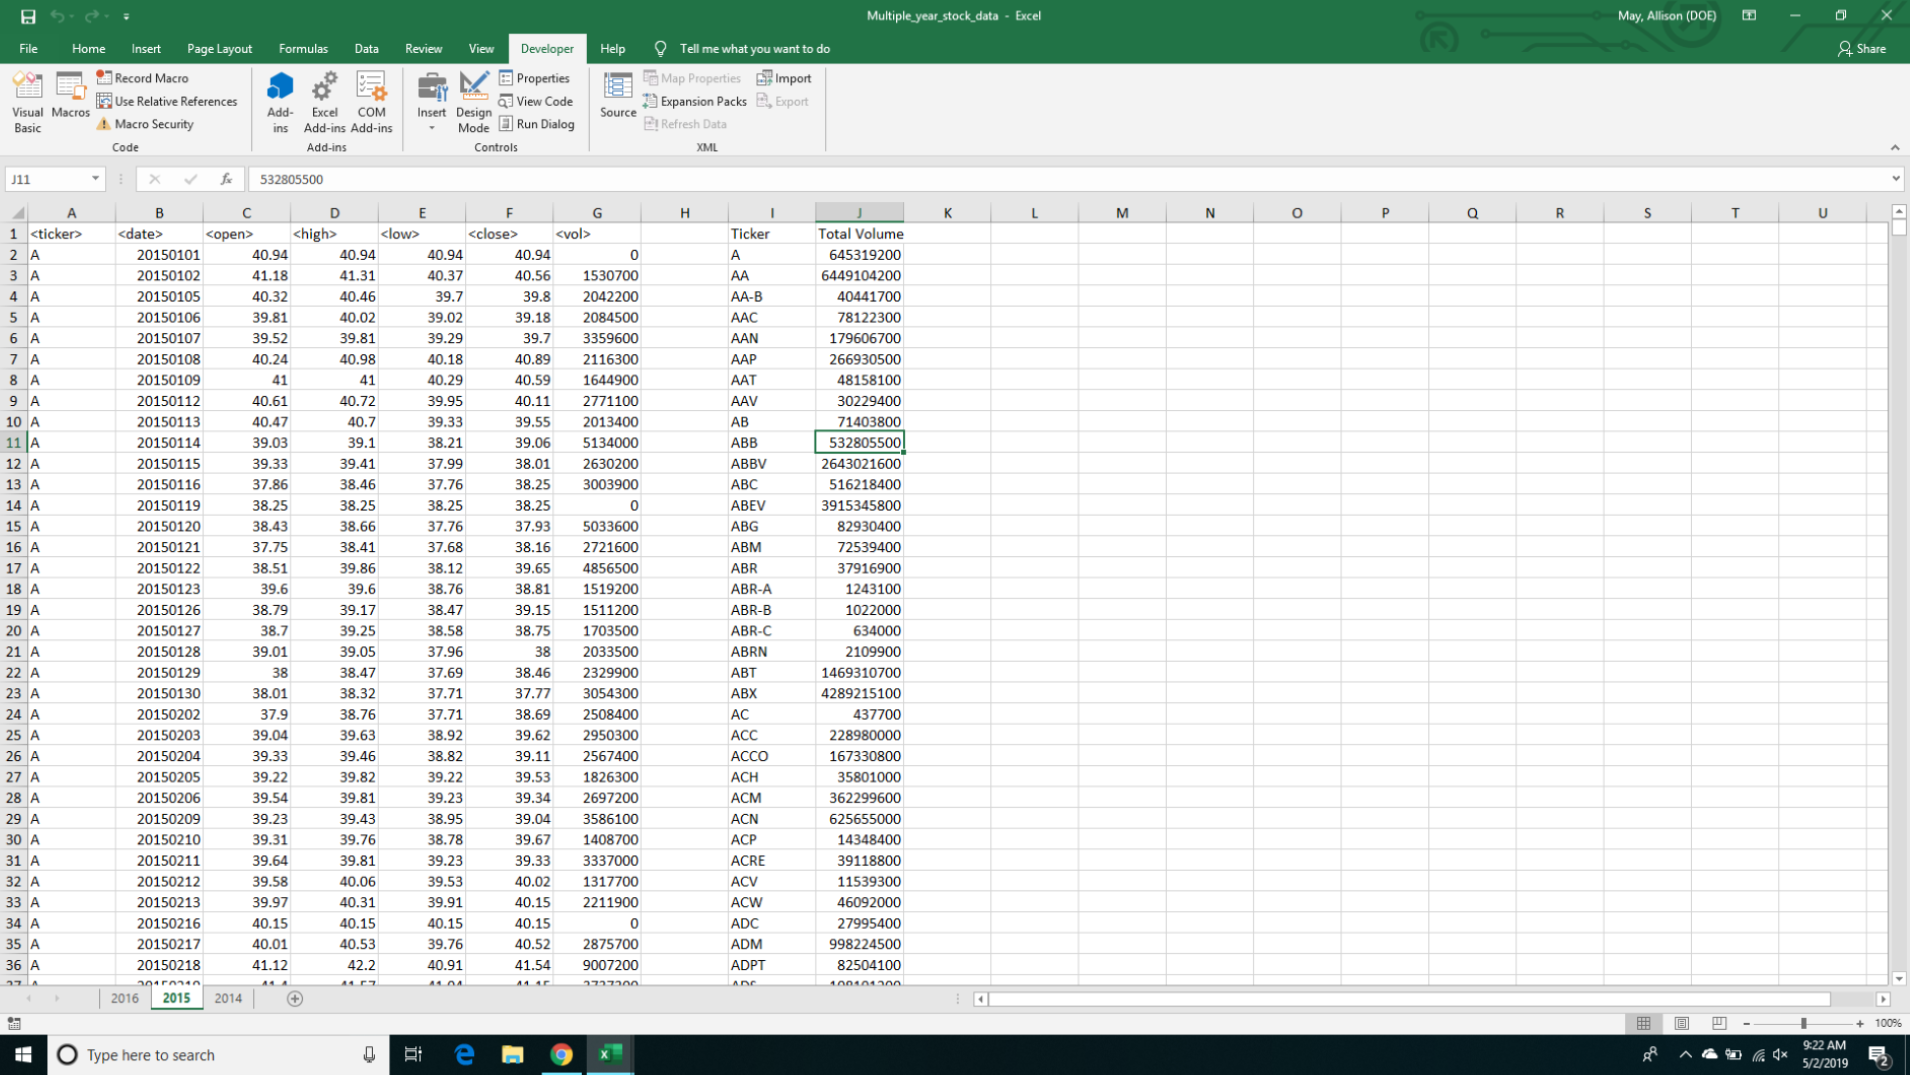 Multiple_year_stock_data - Excel
May, Allison (DOE)
File Home Insert Page Layout Formulas Data Review View Developer Help Tell me what you want to do Share
Visual Basic Macros Record Macro
Use Relative References
Macro Security
Code
Add-ins Excel Add-ins COM Add-ins
Add-ins
Insert Design Mode Properties
View Code
Run Dialog
Controls
Source Map Properties Import
Expansion Packs Export
Refresh Data
XML
J11 fx 532805500
A B C D E F G H I J K L M N O P Q R S T U
1 <ticker> <date> <open> <high> <low> <close> <vol> Ticker Total Volume
2 A 20150101 40.94 40.94 40.94 40.94 0 A 645319200
3 A 20150102 41.18 41.31 40.37 40.56 1530700 AA 6449104200
4 A 20150105 40.32 40.46 39.7 39.8 2042200 AA-B 40441700
5 A 20150106 39.81 40.02 39.02 39.18 2084500 AAC 78122300
6 A 20150107 39.52 39.81 39.29 39.7 3359600 AAN 179606700
7 A 20150108 40.24 40.98 40.18 40.89 2116300 AAP 266930500
8 A 20150109 41 41 40.29 40.59 1644900 AAT 48158100
9 A 20150112 40.61 40.72 39.95 40.11 2771100 AAV 30229400
10 A 20150113 40.47 40.7 39.33 39.55 2013400 AB 71403800
11 A 20150114 39.03 39.1 38.21 39.06 5134000 ABB 532805500
12 A 20150115 39.33 39.41 37.99 38.01 2630200 ABBV 2643021600
13 A 20150116 37.86 38.46 37.76 38.25 3003900 ABC 516218400
14 A 20150119 38.25 38.25 38.25 38.25 0 ABEV 3915345800
15 A 20150120 38.43 38.66 37.76 37.93 5033600 ABG 82930400
16 A 20150121 37.75 38.41 37.68 38.16 2721600 ABM 72539400
17 A 20150122 38.51 39.86 38.12 39.65 4856500 ABR 37916900
18 A 20150123 39.6 39.6 38.76 38.81 1519200 ABR-A 1243100
19 A 20150126 38.79 39.17 38.47 39.15 1511200 ABR-B 1022000
20 A 20150127 38.7 39.25 38.58 38.75 1703500 ABR-C 634000
21 A 20150128 39.01 39.05 37.96 38 2033500 ABRN 2109900
22 A 20150129 38 38.47 37.69 38.46 2329900 ABT 1469310700
23 A 20150130 38.01 38.32 37.71 37.77 3054300 ABX 4289215100
24 A 20150202 37.9 38.76 37.71 38.69 2508400 AC 437700
25 A 20150203 39.04 39.63 38.92 39.62 2950300 ACC 228980000
26 A 20150204 39.33 39.46 38.82 39.11 2567400 ACCO 167330800
27 A 20150205 39.22 39.82 39.22 39.53 1826300 ACH 35801000
28 A 20150206 39.54 39.81 39.23 39.34 2697200 ACM 362299600
29 A 20150209 39.23 39.43 38.95 39.04 3586100 ACN 625655000
30 A 20150210 39.31 39.76 38.78 39.67 1408700 ACP 14348400
31 A 20150211 39.64 39.81 39.23 39.33 3337000 ACRE 39118800
32 A 20150212 39.58 40.06 39.53 40.02 1317700 ACV 11539300
33 A 20150213 39.97 40.31 39.91 40.15 2211900 ACW 46092000
34 A 20150216 40.15 40.15 40.15 40.15 0 ADC 27995400
35 A 20150217 40.01 40.53 39.76 40.52 2875700 ADM 998224500
36 A 20150218 41.12 42.2 40.91 41.54 9007200 ADPT 82504100
2016 2015 2014
100%
Type here to search
9:22 AM
5/2/2019
2